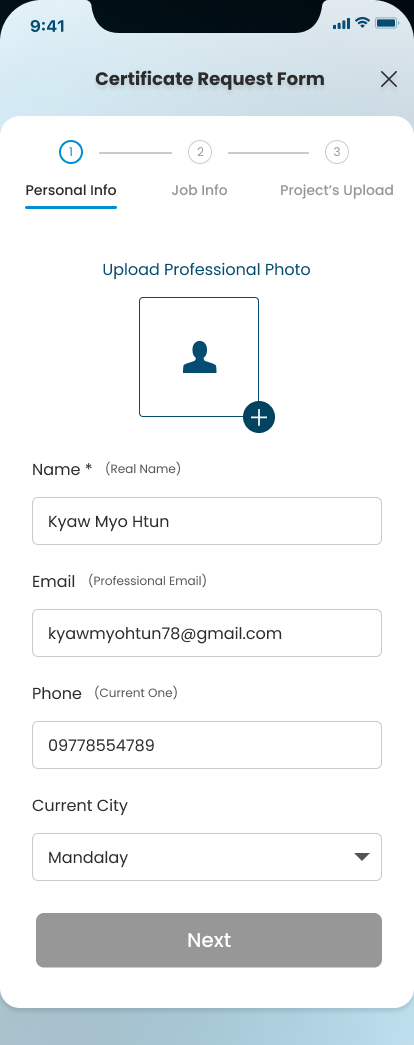 9:41
Certificate Request Form
1 2 3
Personal Info Job Info Project's Upload
Upload Professional Photo
Name * (Real Name)
Kyaw Myo Htun
Email (Professional Email)
kyawmyohtun78@gmail.com
Phone (Current One)
09778554789
Current City
Mandalay
Next